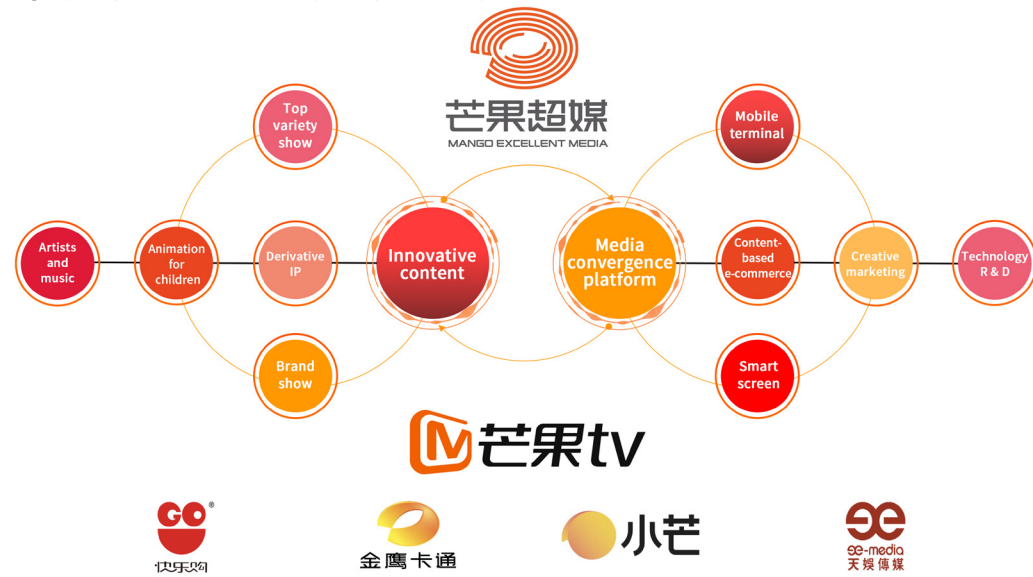 芒果超媒
MANGO EXCELLENT MEDIA
Top
variety
show
Mobile
terminal
Artists
and
music
Animation
for
children
Derivative
IP
Innovative
content
Media
convergence
platform
Content-
based
e-commerce
Creative
marketing
Technology
R & D
Brand
show
Smart
screen
芒果tv
GO®
快乐购
金鹰卡通
小芒
ee-media
天娱傳媒